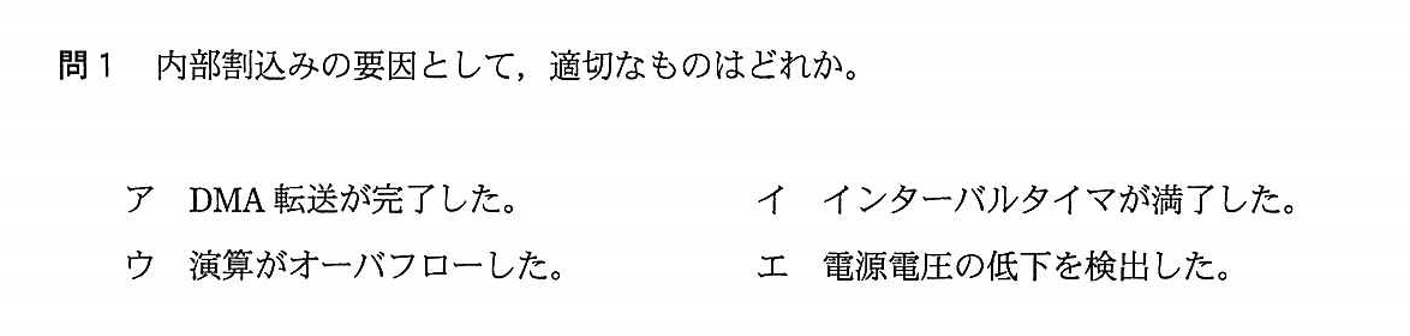 問1 内部割込みの要因として，適切なものはどれか。
ア DMA 転送が完了した。 イ インターバルタイマが満了した。
ウ 演算がオーバフローした。 エ 電源電圧の低下を検出した。